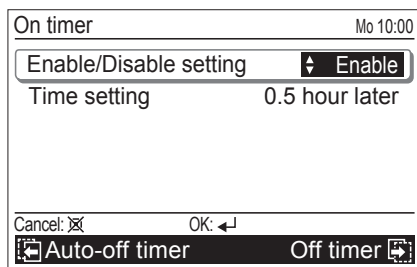 On timer Mo 10:00
Enable/Disable setting Enable
Time setting 0.5 hour later
Cancel: OK:
Auto-off timer Off timer